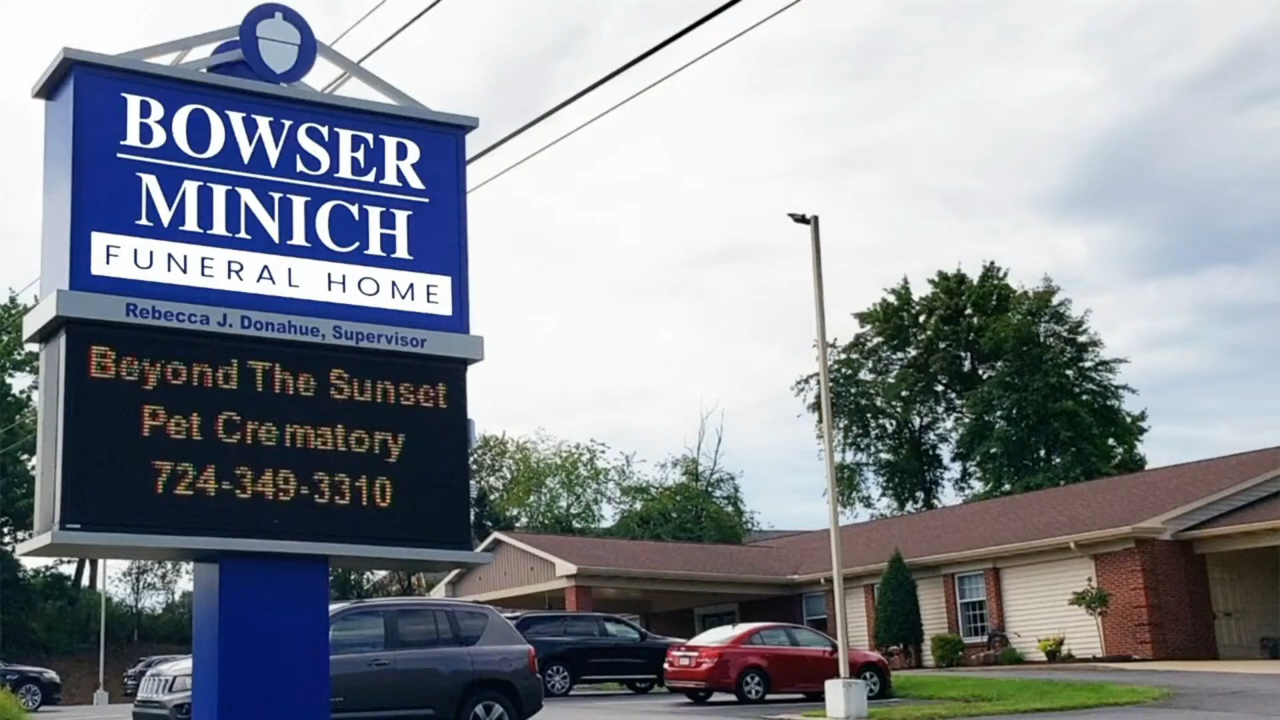 BOWSER
MINICH
FUNERAL HOME
Rebecca J. Donahue, Supervisor
Beyond The Sunset
Pet Crematory
724-349-3310